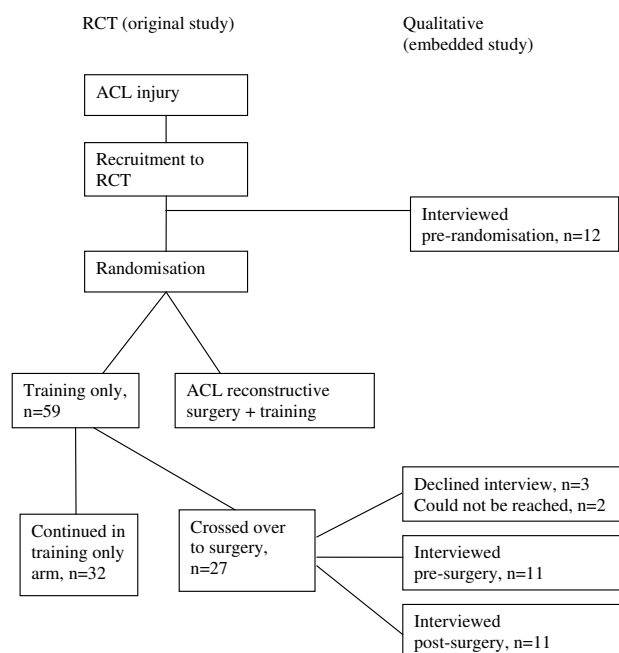 RCT (original study)
Qualitative
(embedded study)
ACL injury
Recruitment to
RCT
Interviewed
pre-randomisation, n=12
Randomisation
Training only,
n=59
ACL reconstructive
surgery + training
Declined interview, n=3
Could not be reached, n=2
Continued in
training only
arm, n=32
Crossed over
to surgery,
n=27
Interviewed
pre-surgery, n=11
Interviewed
post-surgery, n=11